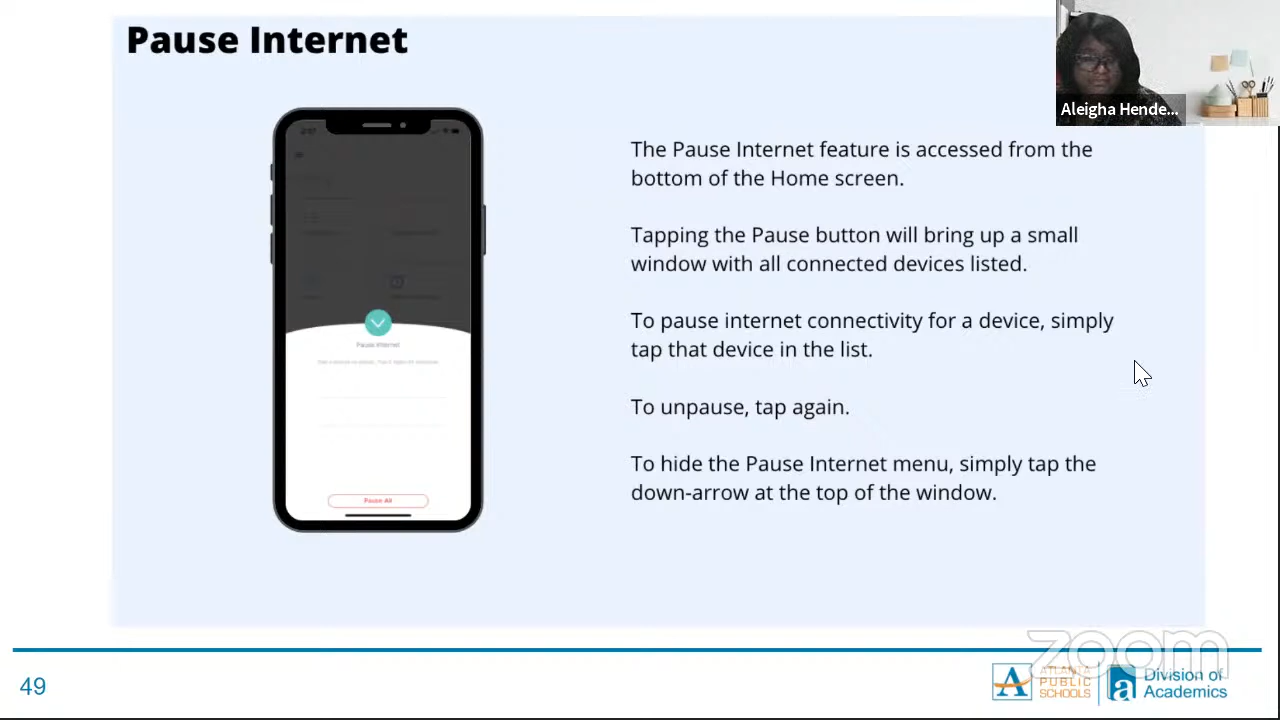 Pause Internet
Aleigha Hende...
The Pause Internet feature is accessed from the
bottom of the Home screen.
Tapping the Pause button will bring up a small
window with all connected devices listed.
To pause internet connectivity for a device, simply
tap that device in the list.
To unpause, tap again.
To hide the Pause Internet menu, simply tap the
down-arrow at the top of the window.
Pause Internet
Pause All
zoom
49
ATLANTA
PUBLIC
SCHOOLS
Division of
Academics